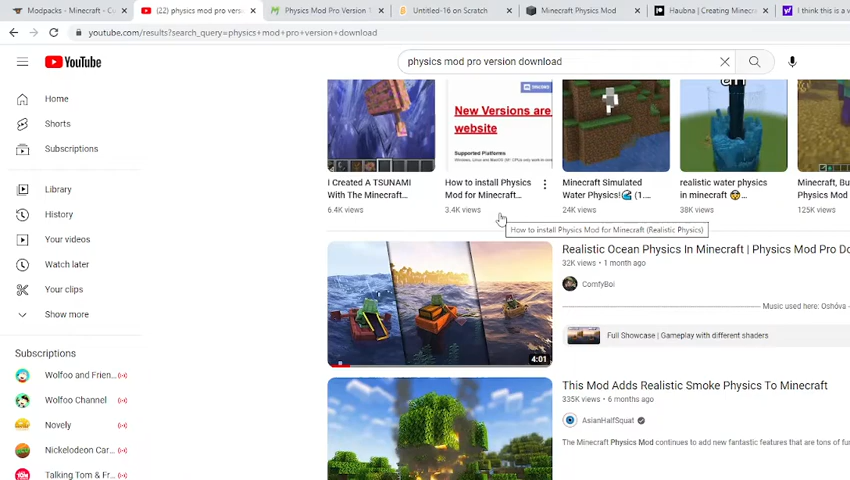 Modpacks - Minecraft - C
(22) physics mod pro vers
Physics Mod Pro Version 1
Untitled-16 on Scratch
Minecraft Physics Mod
Haubna | Creating Minecra
I think this is a v
youtube.com/results?search_query=physics+mod+pro+version+download
YouTube
physics mod pro version download
Home
Shorts
Subscriptions
Library
History
Your videos
Watch later
Your clips
Show more
Subscriptions
Wolfoo and Frien...
Wolfoo Channel
Novely
Nickelodeon Car...
Talking Tom & Fr...
New Versions are
website
Supported Platforms
I Created A TSUNAMI
With The Minecraft...
6.4K views
How to install Physics
Mod for Minecraft...
3.4K views
Minecraft Simulated
Water Physics! (1....
24K views
realistic water physics
in minecraft
38K views
Minecraft, Bu
Physics Mod
125K views
How to install Physics Mod for Minecraft (Realistic Physics)
4:01
Realistic Ocean Physics In Minecraft | Physics Mod Pro Do
32K views • 1 month ago
ComfyBoi
Music used here: Oshóva -
Full Showcase | Gameplay with different shaders
This Mod Adds Realistic Smoke Physics To Minecraft
335K views • 6 months ago
AsianHalfSquat
The Minecraft Physics Mod continues to add new fantastic features that are tons of fu